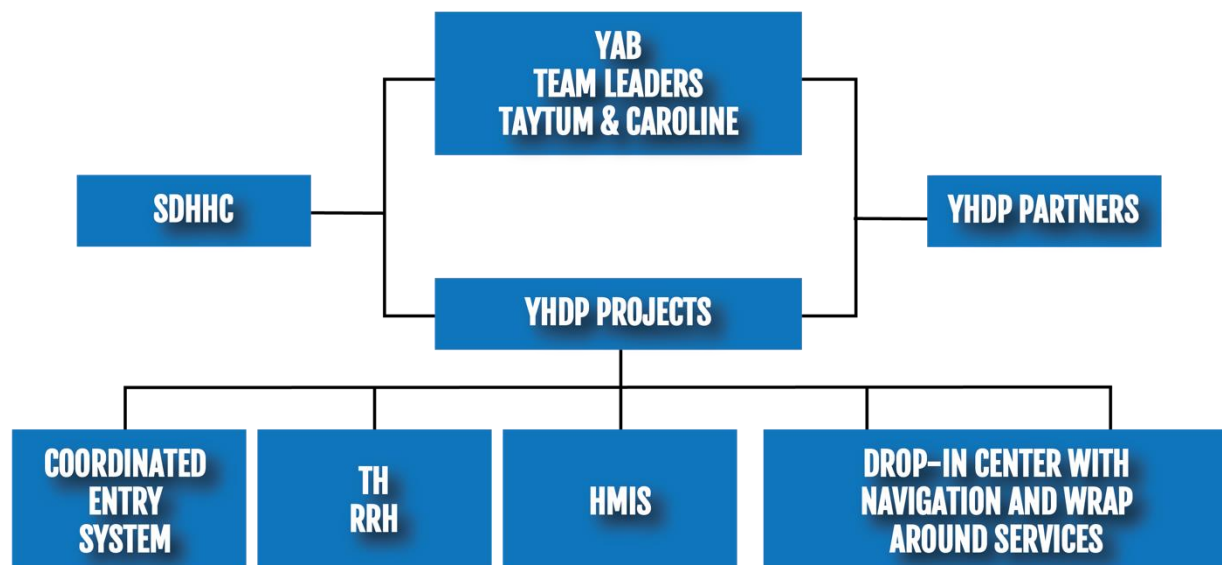 YAB
TEAM LEADERS
TAYTUM & CAROLINE
SDHHC
YHDP PARTNERS
YHDP PROJECTS
COORDINATED
ENTRY
SYSTEM
TH
RRH
HMIS
DROP-IN CENTER WITH
NAVIGATION AND WRAP
AROUND SERVICES